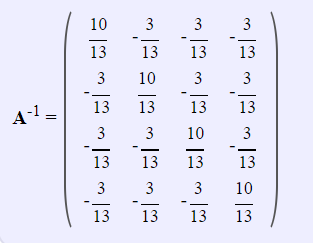 A-1 = ( 10/13 -3/13 -3/13 -3/13
-3/13 10/13 -3/13 -3/13
-3/13 -3/13 10/13 -3/13
-3/13 -3/13 -3/13 10/13 )